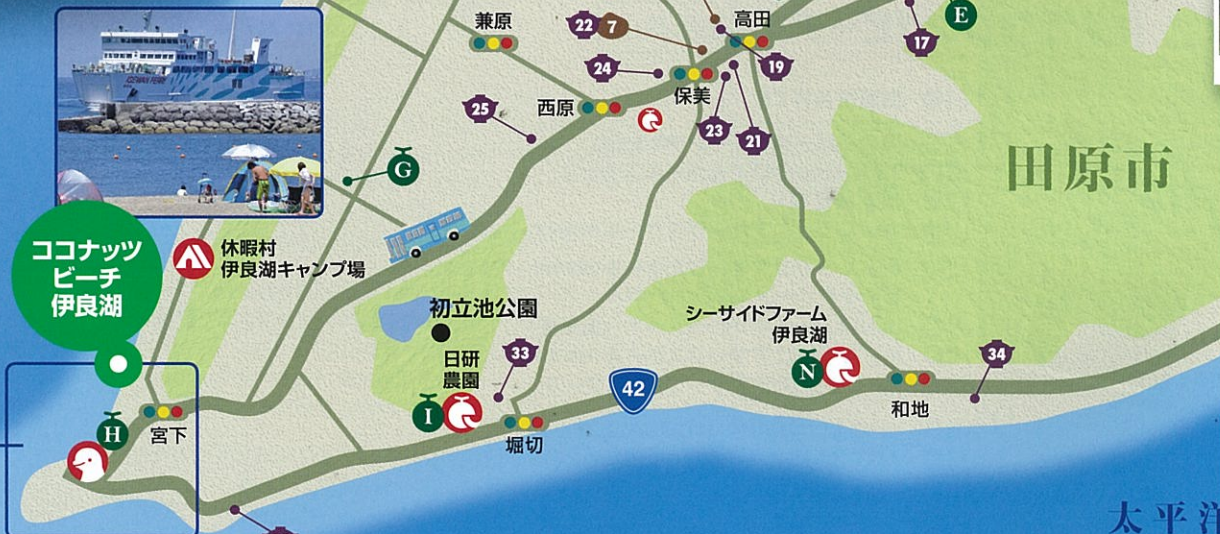 兼原
22
7
高田
E
17
24
19
保美
25
西原
23
21
G
田原市
ココナッツ
ビーチ
伊良湖
休暇村
伊良湖キャンプ場
初立池公園
シーサイドファーム
伊良湖
日研
農園
33
34
N
42
I
H
宮下
堀切
和地
太平洋